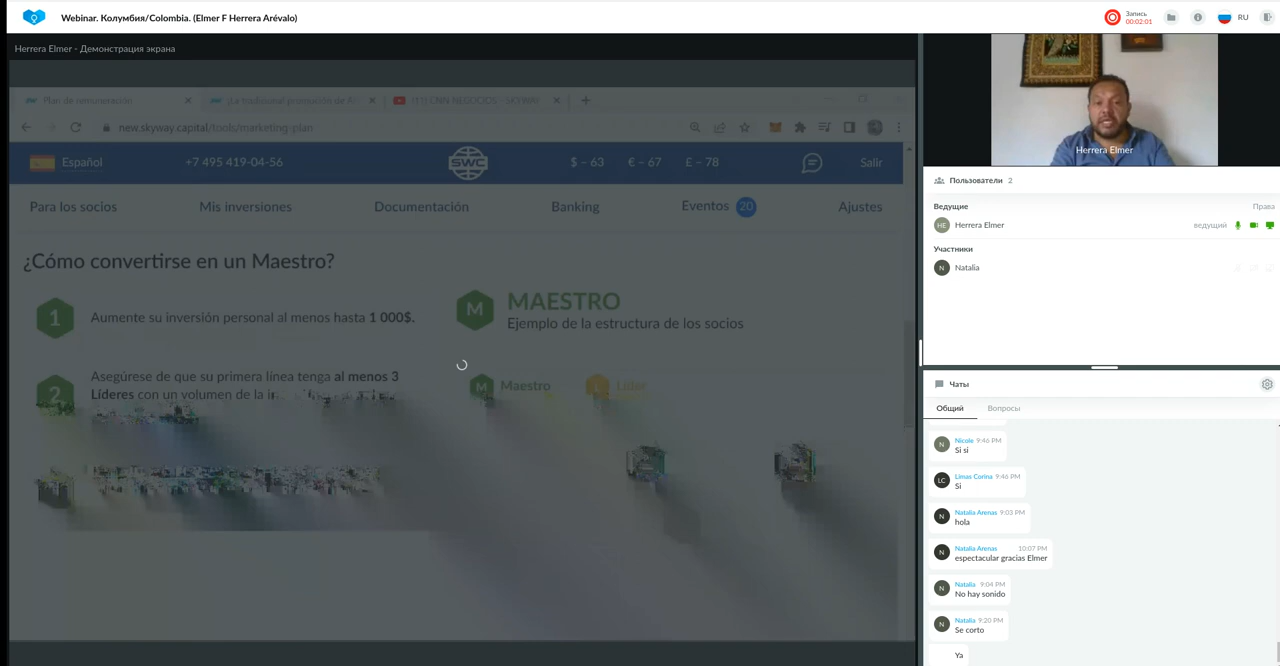 Webinar. Колумбия/Colombia. (Elmer F Herrera Arévalo)
Запись
00:02:01
RU
Herrera Elmer - Демонстрация экрана
Plan de remuneración
new.skyway.capital/tools/marketing-plan
Español
+7 495 419-04-56
SWC
$ – 63
€ – 67
£ – 78
Salir
Para los socios
Mis inversiones
Documentación
Banking
Eventos 20
Ajustes
¿Cómo convertirse en un Maestro?
1
Aumente su inversión personal al menos hasta 1 000$.
M
MAESTRO
Ejemplo de la estructura de los socios
2
Asegúrese de que su primera línea tenga al menos 3
Líderes con un volumen de la
M
Maestro
L
Líder
Herrera Elmer
Пользователи 2
Ведущие
Права
HE
Herrera Elmer
ведущий
Участники
N
Natalia
Чаты
Общий
Вопросы
N
Nicole 9:46 PM
Si si
LC
Limas Corina 9:46 PM
Si
N
Natalia Arenas 9:03 PM
hola
N
Natalia Arenas 10:07 PM
espectacular gracias Elmer
N
Natalia 9:04 PM
No hay sonido
N
Natalia 9:20 PM
Se corto
Ya